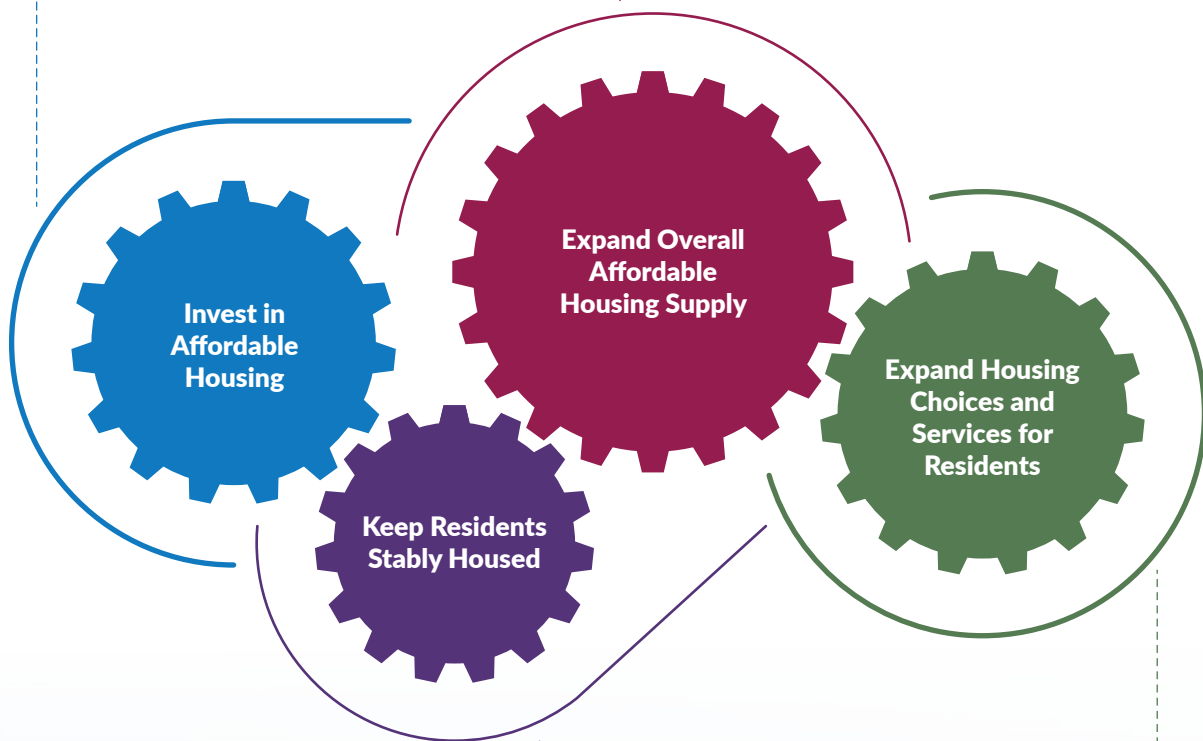 Invest in
Affordable
Housing
Expand Overall
Affordable
Housing Supply
Keep Residents
Stably Housed
Expand Housing
Choices and
Services for
Residents